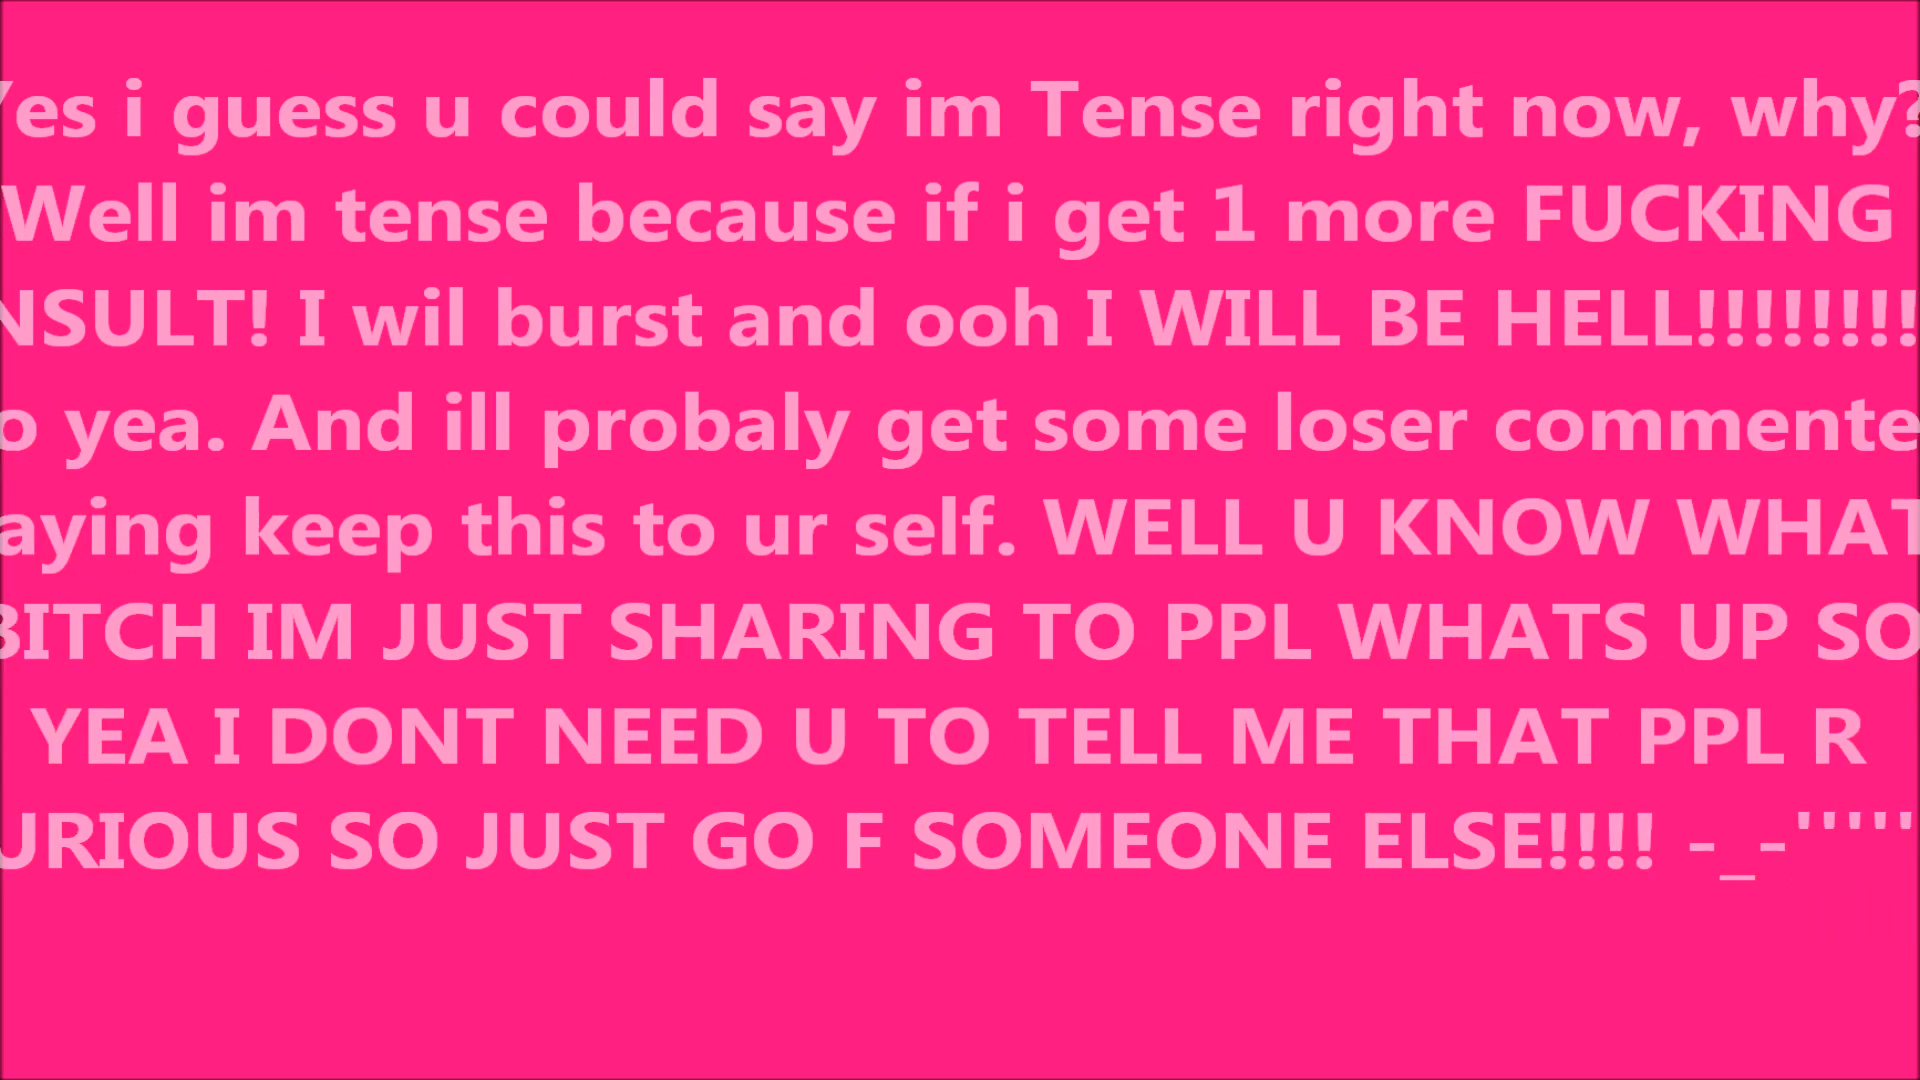 Yes i guess u could say im Tense right now, why?
Well im tense because if i get 1 more FUCKING
NSULT! I wil burst and ooh I WILL BE HELL!!!!!!!!
o yea. And ill probaly get some loser commente
aying keep this to ur self. WELL U KNOW WHAT
BITCH IM JUST SHARING TO PPL WHATS UP SO
YEA I DONT NEED U TO TELL ME THAT PPL R
URIOUS SO JUST GO F SOMEONE ELSE!!!! -_-'''''